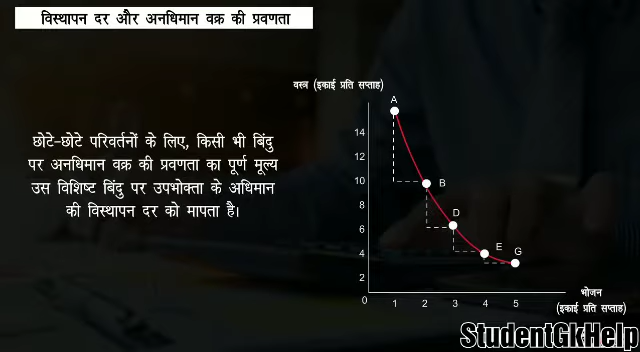 विस्थापन दर और अनधिमान वक्र की प्रवणता
वस्त्र (इकाई प्रति सप्ताह)
छोटे-छोटे परिवर्तनों के लिए, किसी भी बिंदु
पर अनधिमान वक्र की प्रवणता का पूर्ण मूल्य
उस विशिष्ट बिंदु पर उपभोक्ता के अधिमान
की विस्थापन दर को मापता है।
A
14
12
10
B
8
D
6
E
G
4
2
0 1 2 3 4 5
भोजन
(इकाई प्रति सप्ताह)
StudentGkHelp